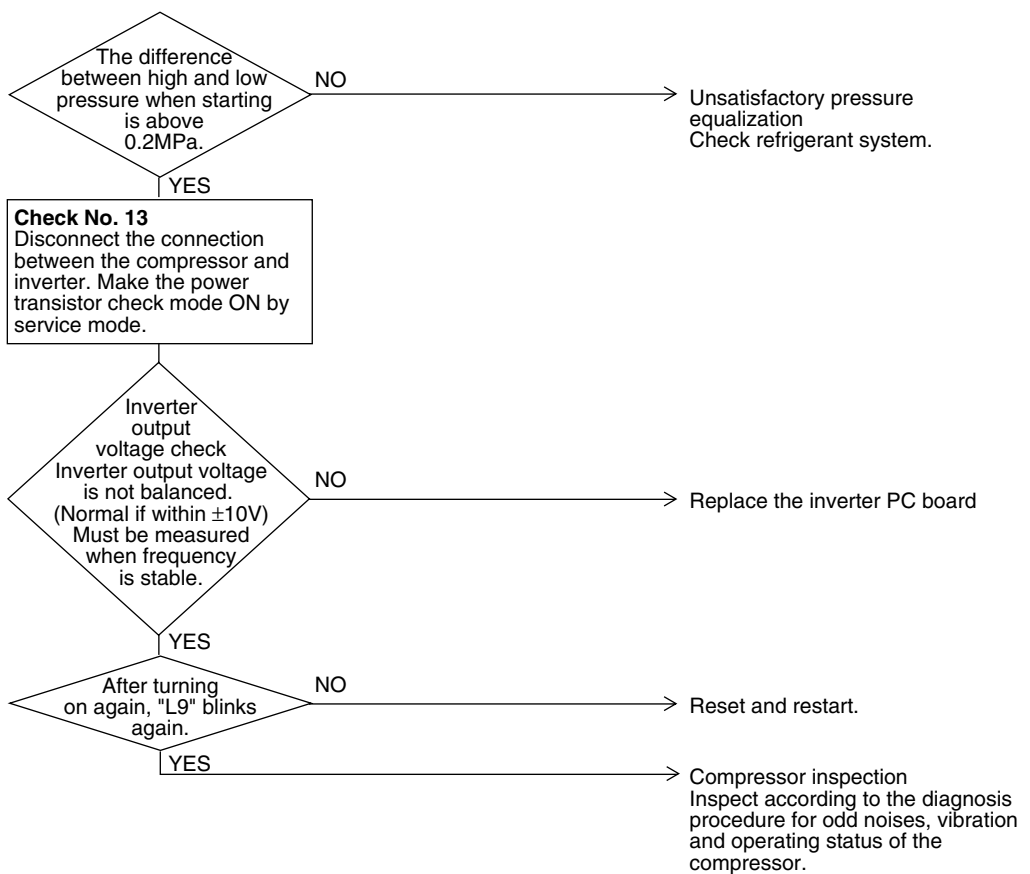 The difference
between high and low
pressure when starting
is above
0.2MPa.
NO
Unsatisfactory pressure
equalization
Check refrigerant system.
YES
Check No. 13
Disconnect the connection
between the compressor and
inverter. Make the power
transistor check mode ON by
service mode.
Inverter
output
voltage check
Inverter output voltage
is not balanced.
(Normal if within ±10V)
Must be measured
when frequency
is stable.
NO
Replace the inverter PC board
YES
After turning
on again, "L9" blinks
again.
NO
Reset and restart.
YES
Compressor inspection
Inspect according to the diagnosis
procedure for odd noises, vibration
and operating status of the
compressor.